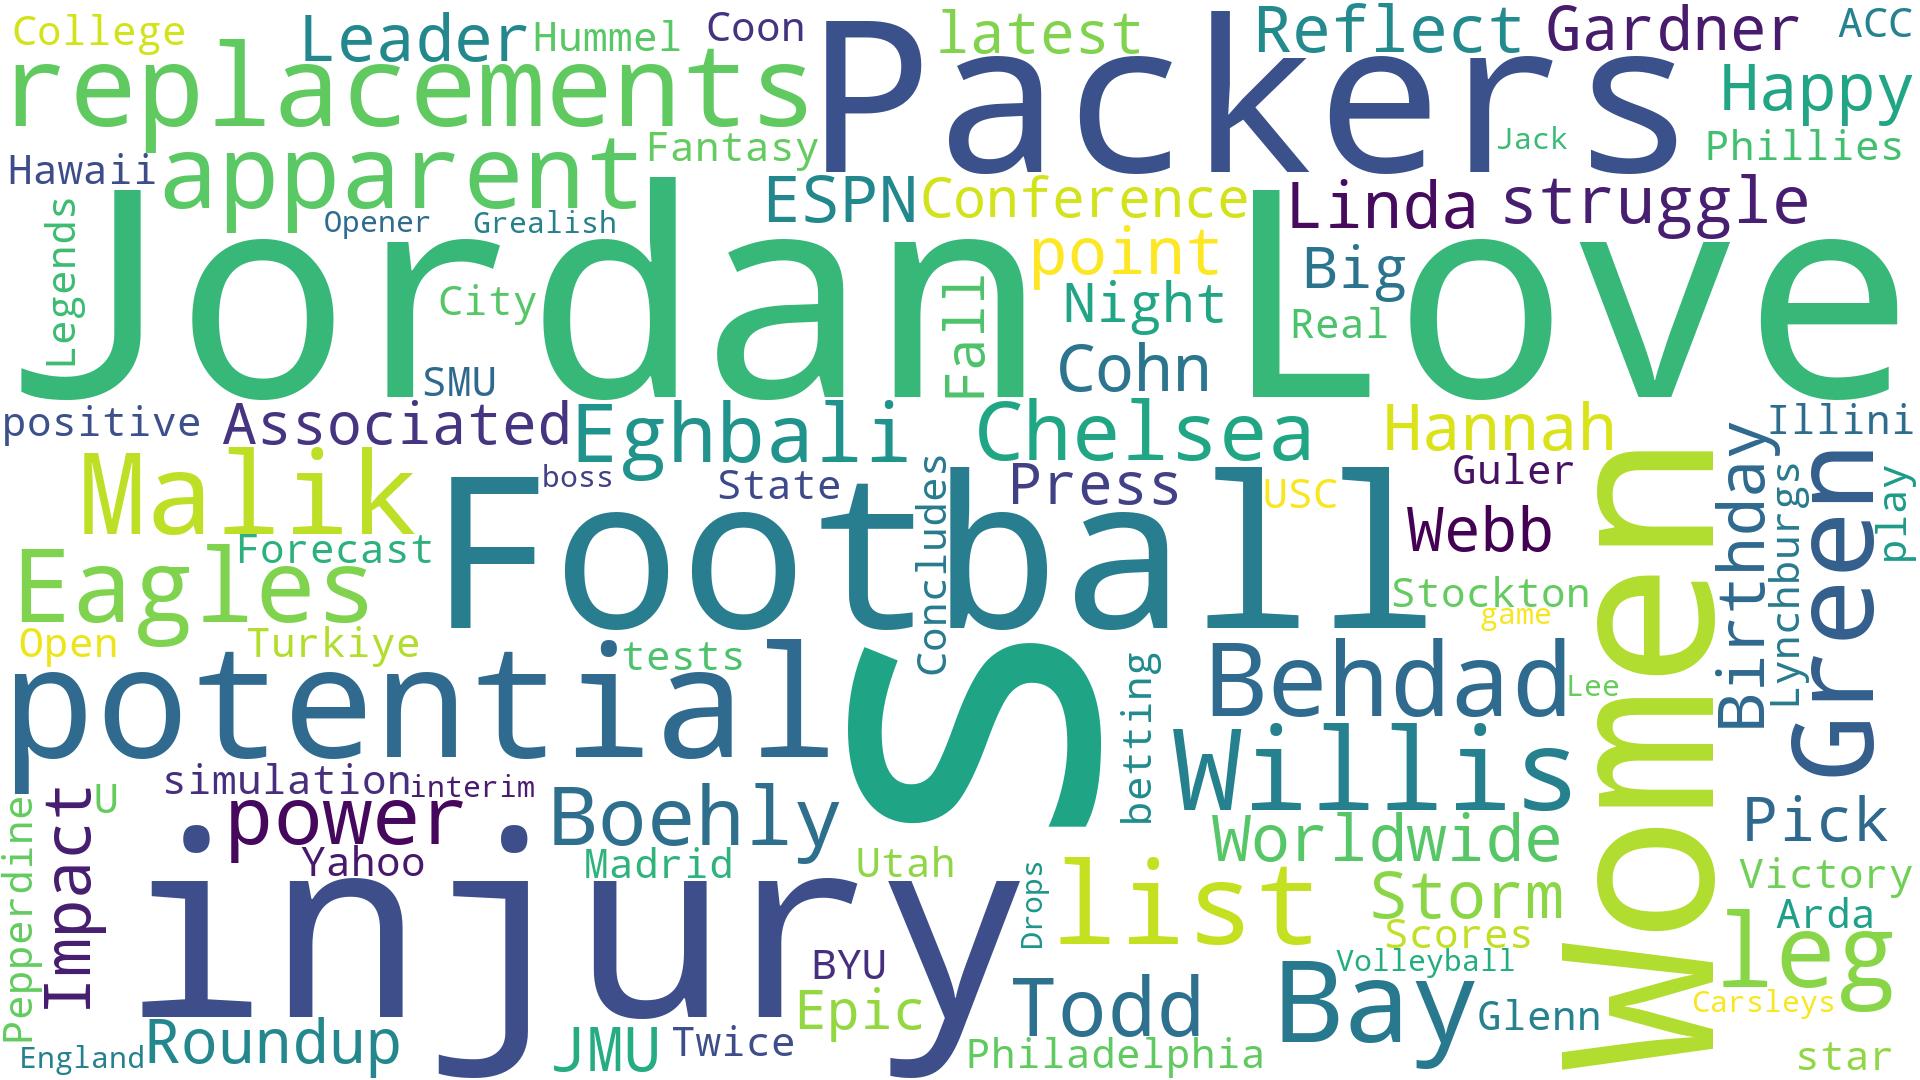 College
Leader
Hummel
Coon
latest
Reflect
Gardner
ACC
replacements
Packers
Happy
Hawaii
apparent
Fantasy
Jack
Phillies
Legends
Opener
Grealish
ESPN
Conference
Linda
struggle
Jordan Love
City
Fall
point
Night
Big
Real
SMU
Cohn
positive
Associated
Eghbali
Chelsea
Hannah
Birthday
Illini
Malik
boss
State
Concludes
Press
USC
Guler
Women
Lynchburgs
Green
play
Football
Webb
Eagles
Forecast
Stockton
game
Open
Turkiye
tests
S
betting
Behdad
Lee
potential
Willis
simulation
interim
Pepperdine
Impact
U
power
Boehly
Worldwide
Pick
Yahoo
Madrid
Utah
Drops
list
Storm
Victory
injury
Scores
Arda
leg
BYU
Volleyball
Epic
Todd
Bay
Glenn
Carsleys
England
Roundup
JMU
Twice
Philadelphia
star